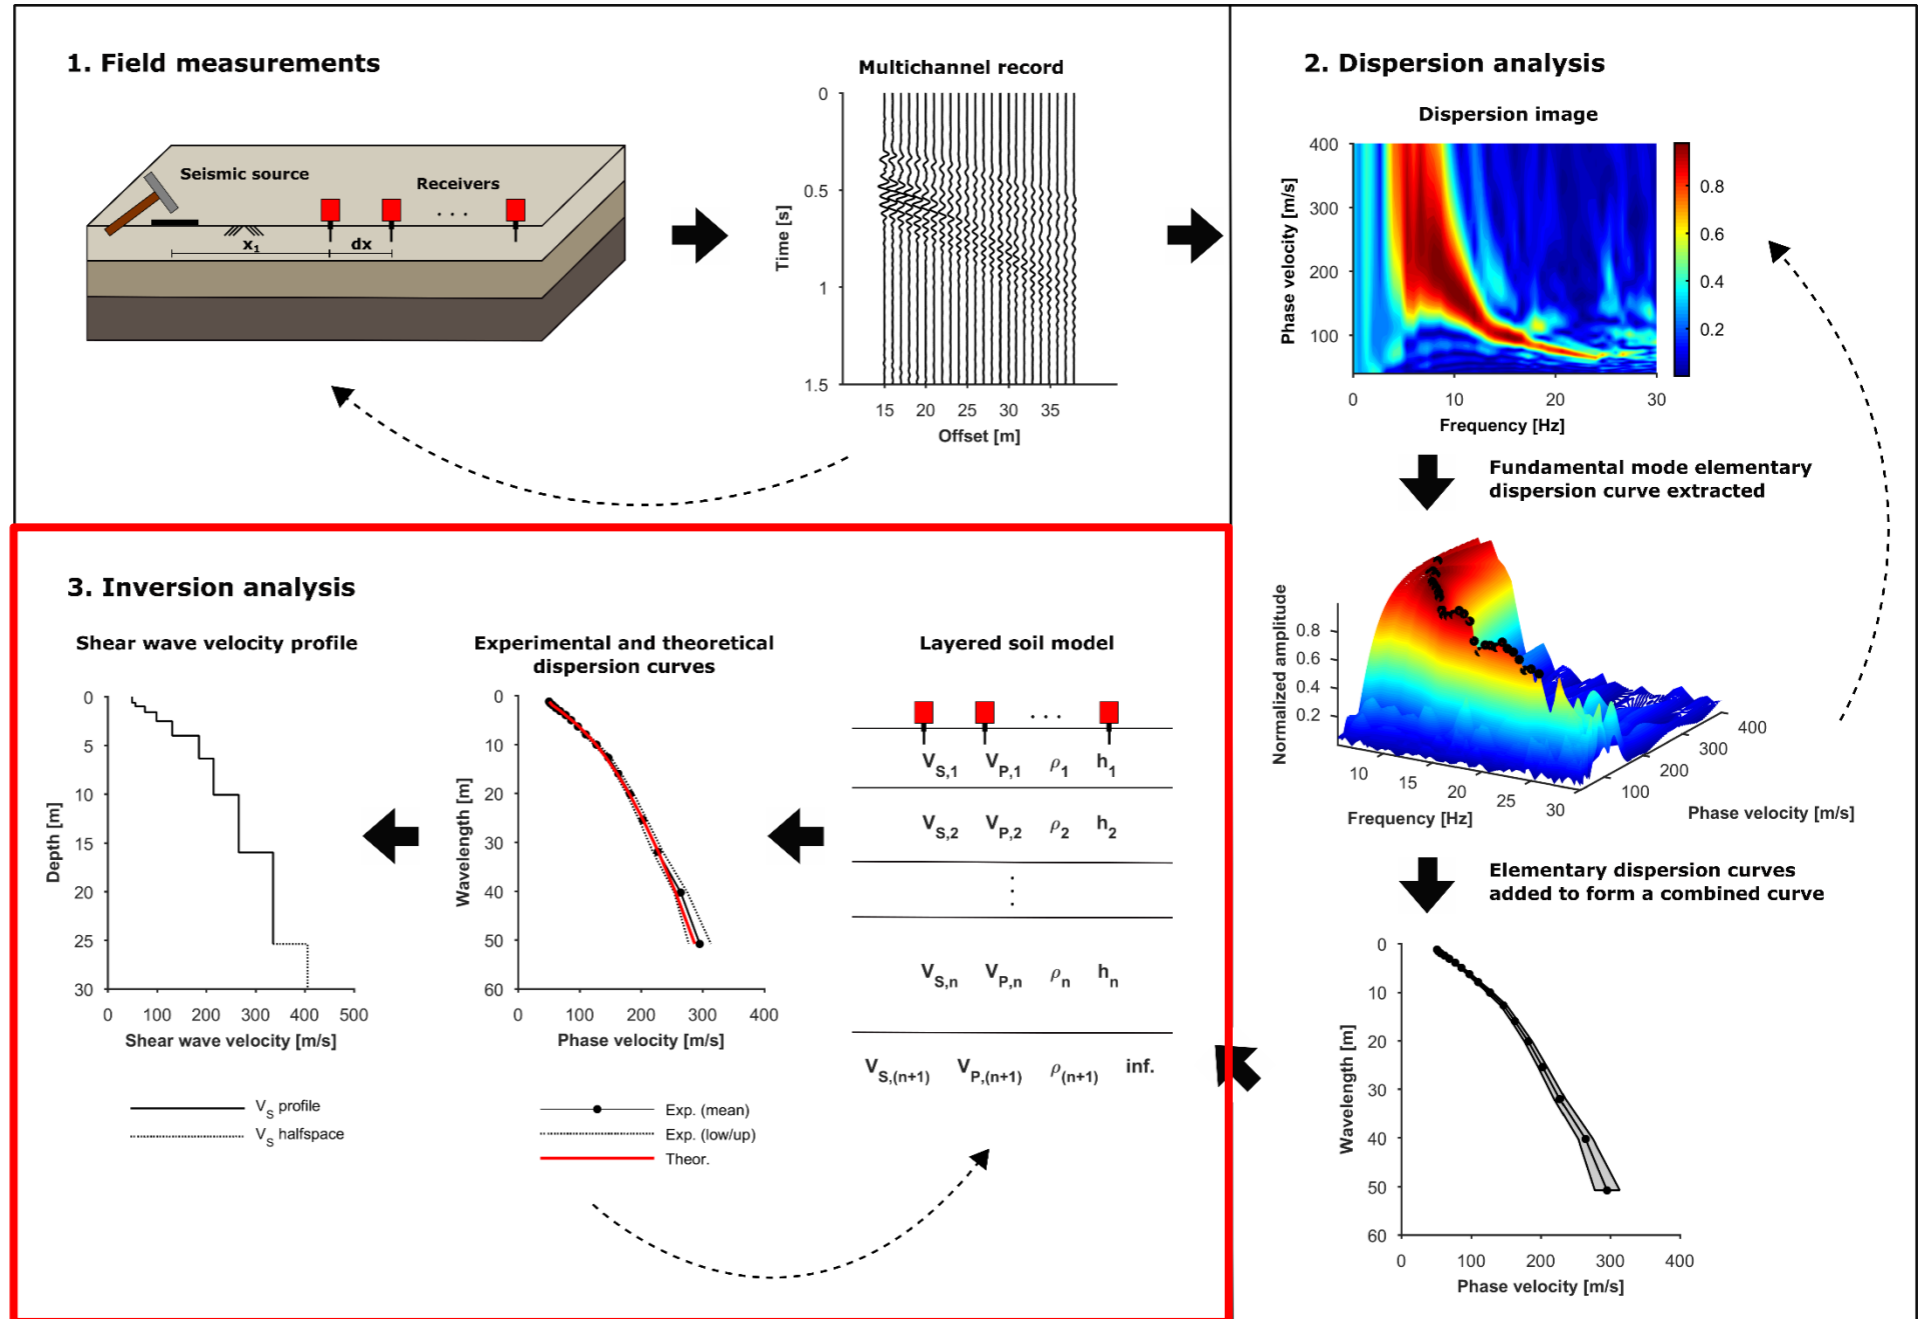 1. Field measurements
Seismic source
Receivers
. . .
x1
dx
Multichannel record
0
0.5
1
1.5
Time [s]
15 20 25 30 35
Offset [m]
2. Dispersion analysis
Dispersion image
400
300
200
100
Phase velocity [m/s]
0 10 20 30
Frequency [Hz]
0.8
0.6
0.4
0.2
Fundamental mode elementary
dispersion curve extracted
Normalized amplitude
0.8
0.6
0.4
0.2
10 15 20 25 30
Frequency [Hz]
100 200 300 400
Phase velocity [m/s]
Elementary dispersion curves
added to form a combined curve
0
10
20
30
40
50
60
Wavelength [m]
0 100 200 300 400
Phase velocity [m/s]
3. Inversion analysis
Shear wave velocity profile
0
5
10
15
20
25
30
Depth [m]
0 100 200 300 400 500
Shear wave velocity [m/s]
VS profile
VS halfspace
Experimental and theoretical
dispersion curves
0
10
20
30
40
50
60
Wavelength [m]
0 100 200 300 400
Phase velocity [m/s]
Exp. (mean)
Exp. (low/up)
Theor.
Layered soil model
. . .
VS,1 VP,1 ρ1 h1
VS,2 VP,2 ρ2 h2
VS,n VP,n ρn hn
VS,(n+1) VP,(n+1) ρ(n+1) inf.